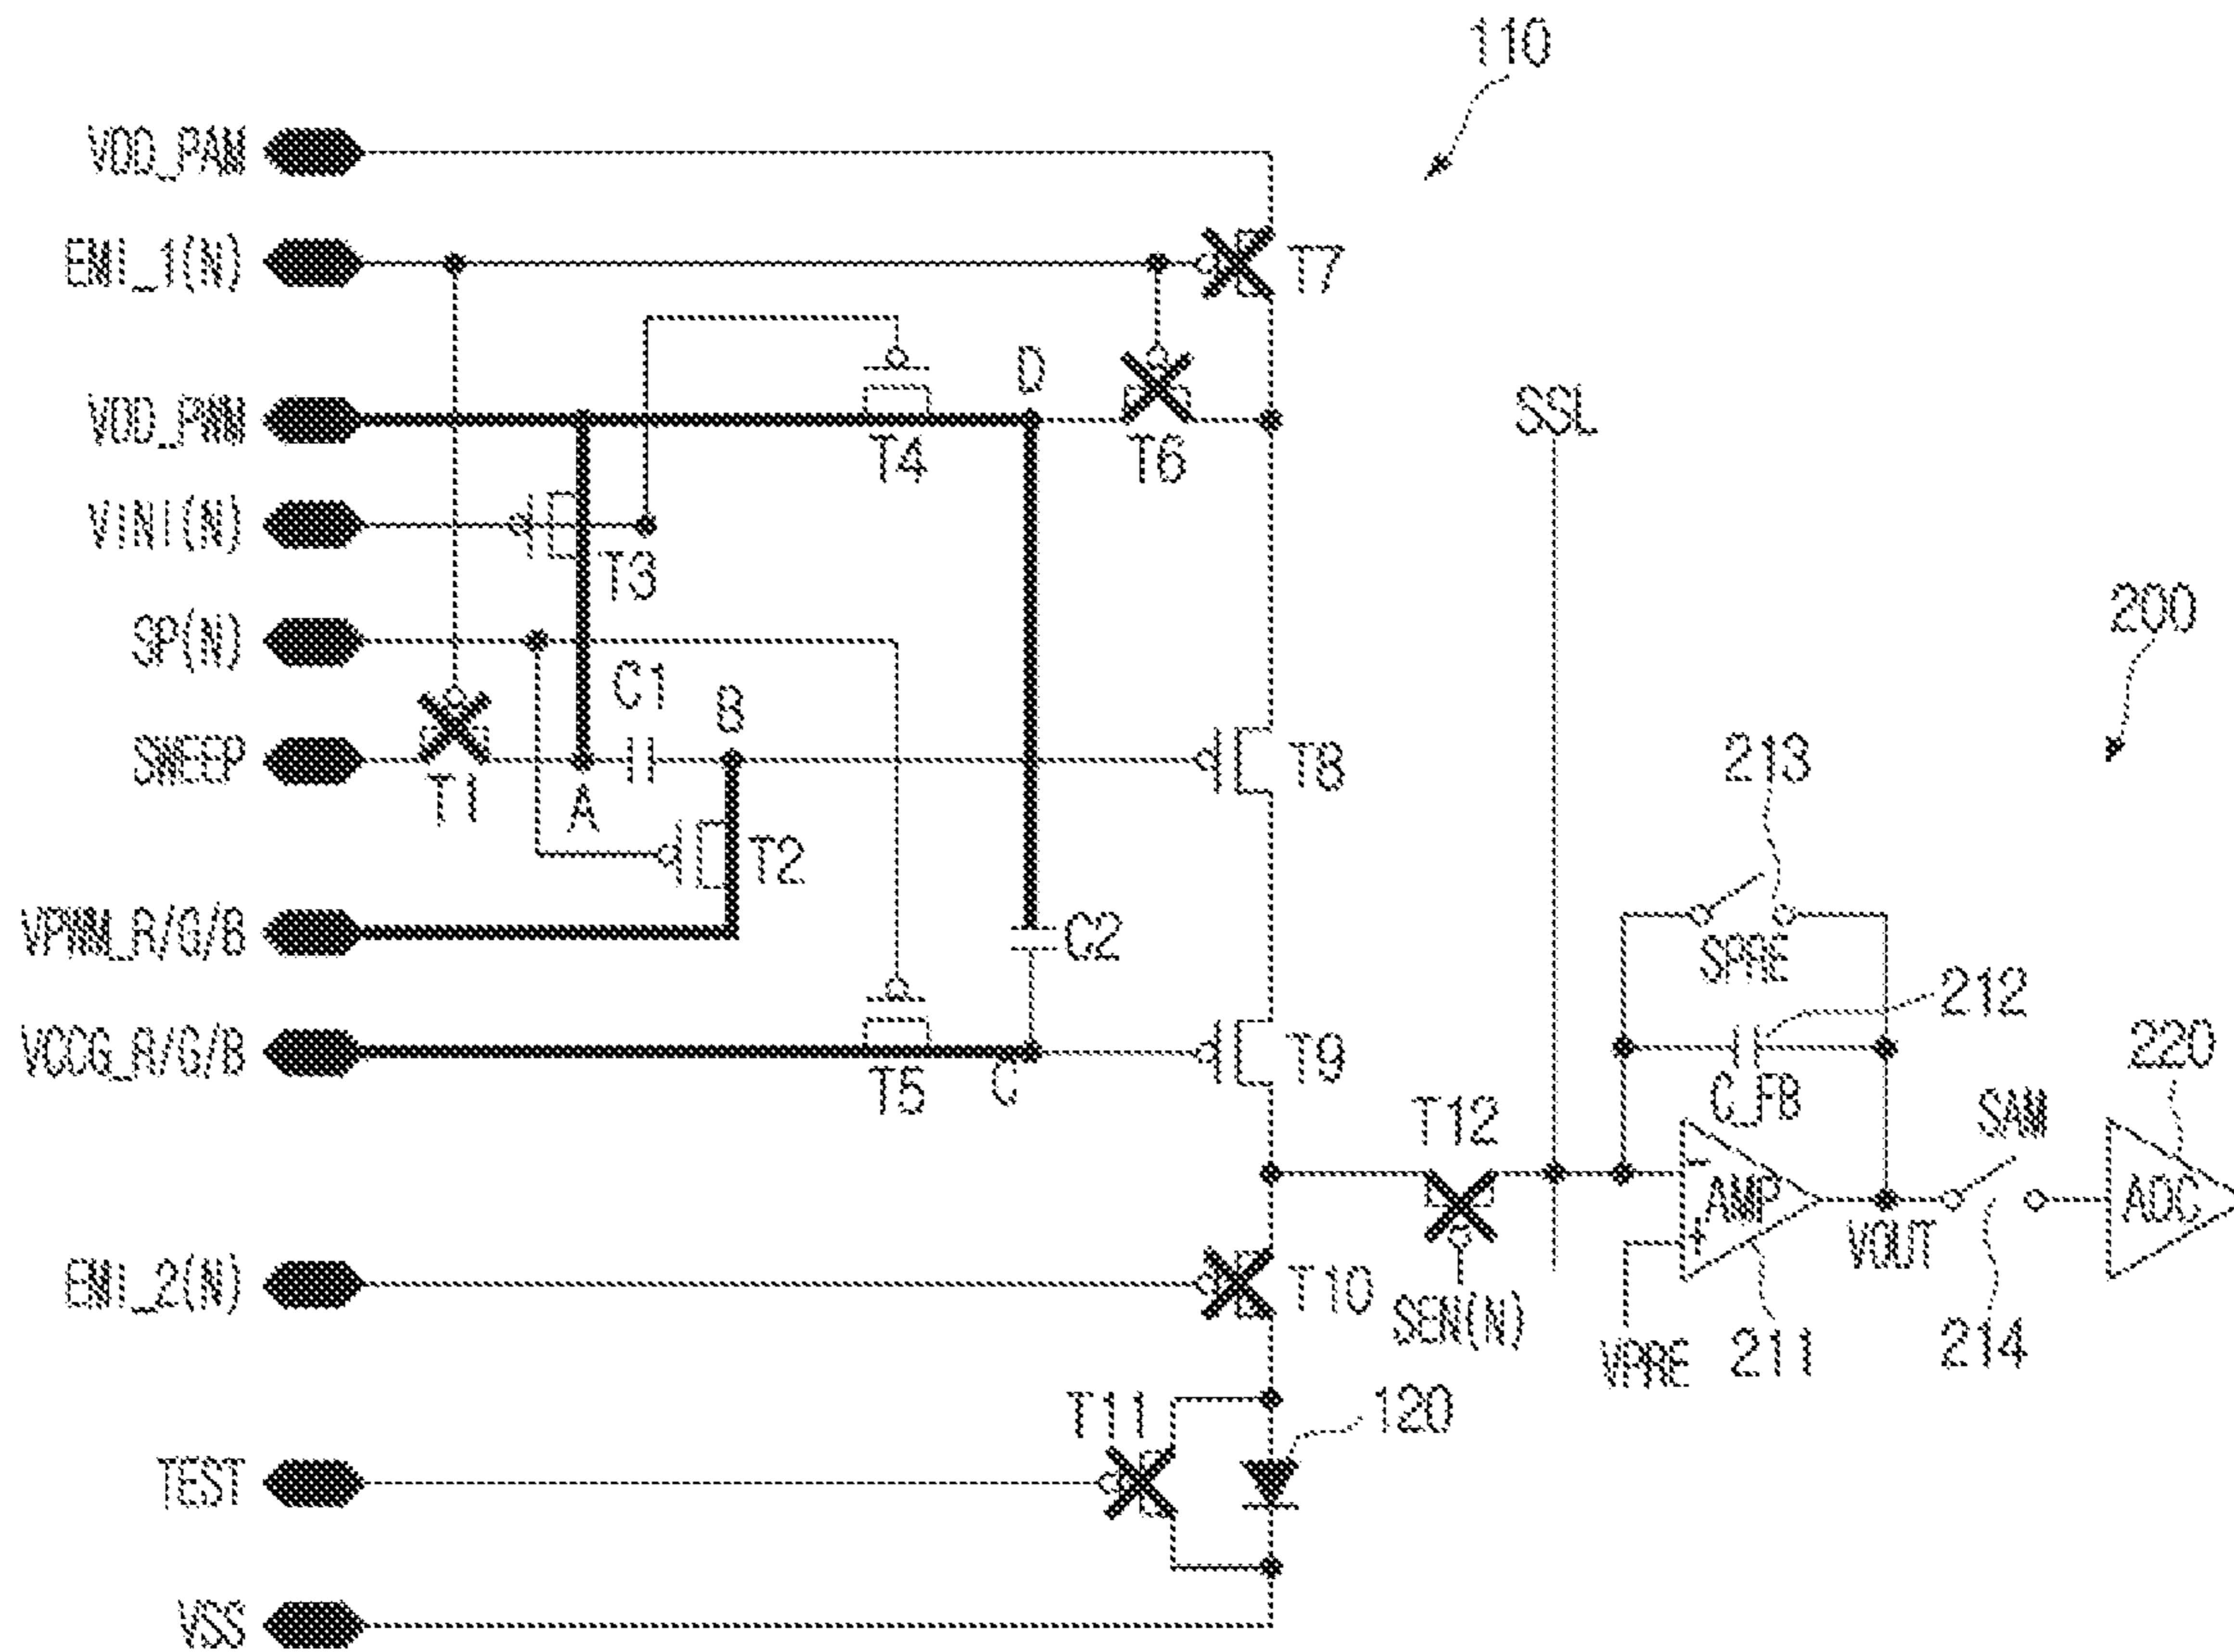 110
VDD_PAM
EMI_1(N)
T7
D
VDD_PWM
T4
T6
SSL
VINI(N)
T3
200
SP(N)
C1
B
213
SWEEP
T1
A
T8
T2
VPWM_R/G/B
C2
SPRE
212
220
VCCG_R/G/B
T5
C
T9
T12
C_FB
SAM
- AMP
+
VOUT
ADC
EMI_2(N)
T10
SEN(N)
VPRE
211
214
T11
120
TEST
VSS